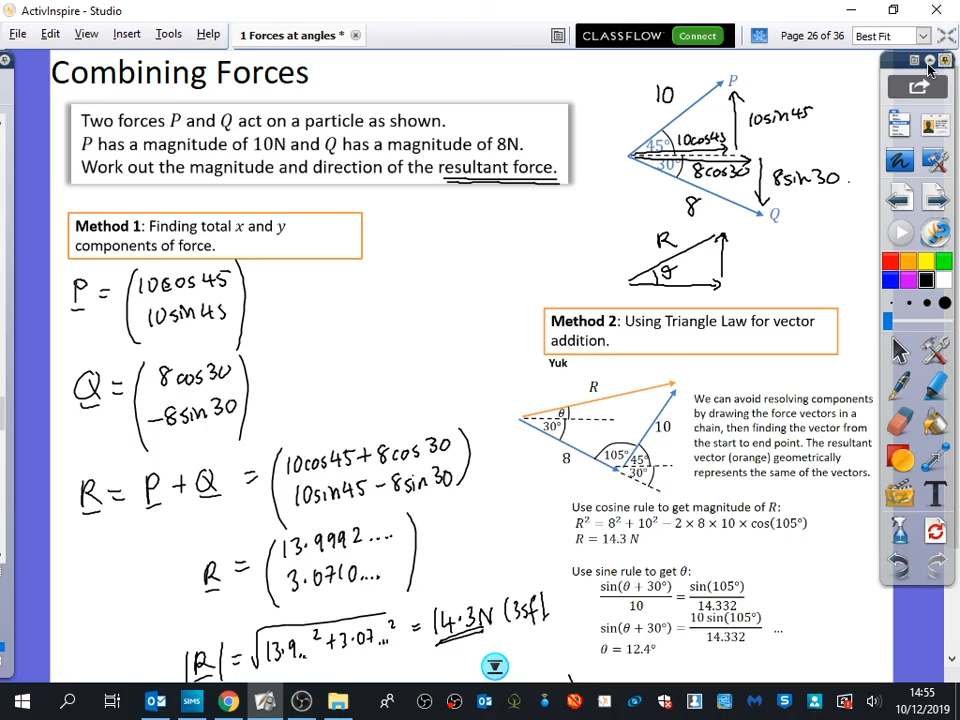 ActivInspire - Studio
File Edit View Insert Tools Help
1 Forces at angles *
CLASSFLOW Connect
Page 26 of 36
Best Fit
Combining Forces
Two forces P and Q act on a particle as shown.
P has a magnitude of 10N and Q has a magnitude of 8N.
Work out the magnitude and direction of the resultant force.
P
10
10sin45
45°
10cos45
30°
8cos30
8sin30
8
Q
R
θ
Method 1: Finding total x and y
components of force.
P = (10cos45
10sin45)
Q = (8cos30
-8sin30)
R = P + Q = (10cos45 + 8cos30
10sin45 - 8sin30)
R = (13.9992....
3.0710...)
|R| = √13.9..² + 3.07...² = 14.3N (3sf)
Method 2: Using Triangle Law for vector
addition.
Yuk
R
θ
30°
10
8
105°
45°
30°
We can avoid resolving components
by drawing the force vectors in a
chain, then finding the vector from
the start to end point. The resultant
vector (orange) geometrically
represents the same of the vectors.
Use cosine rule to get magnitude of R:
R² = 8² + 10² − 2 × 8 × 10 × cos(105°)
R = 14.3 N
Use sine rule to get θ:
sin(θ + 30°)/10 = sin(105°)/14.332
sin(θ + 30°) = 10 sin(105°)/14.332 ...
θ = 12.4°
SIMS
14:55
10/12/2019